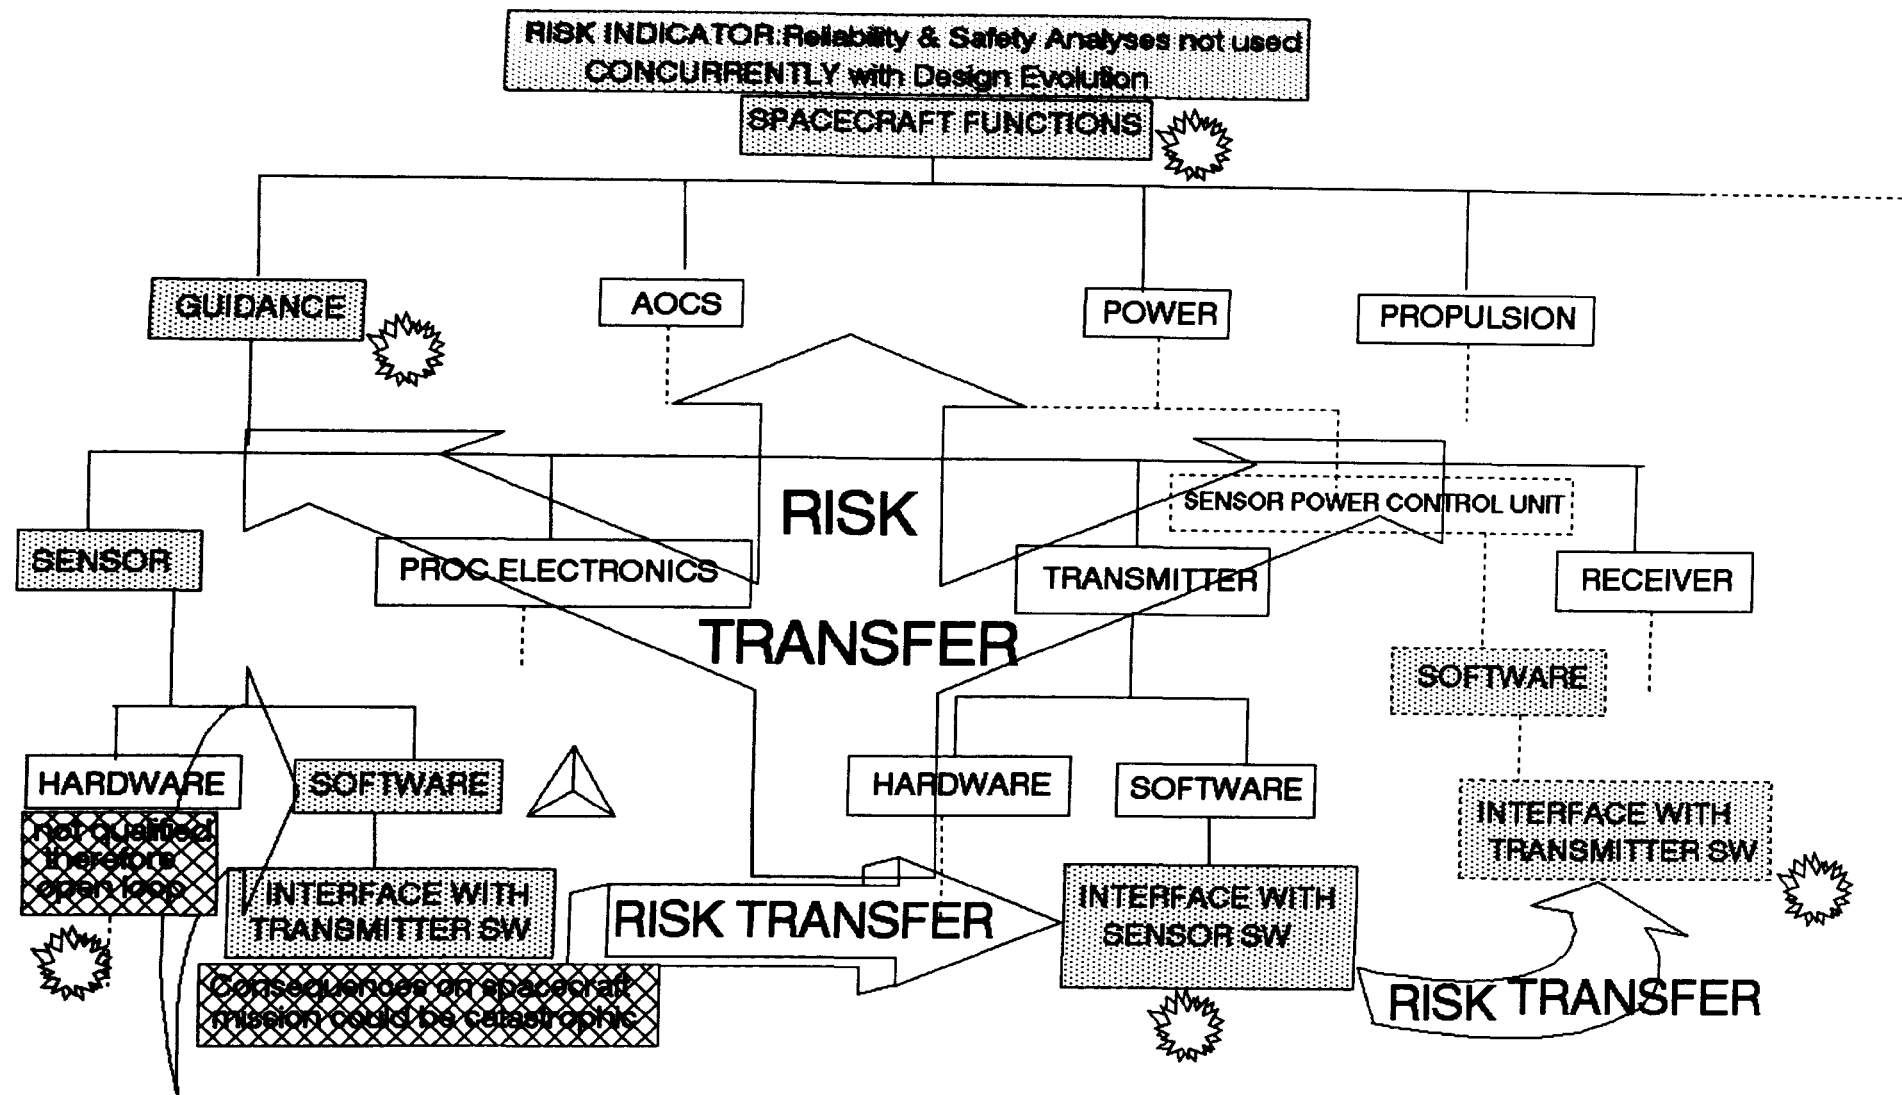 RISK INDICATOR:Reliability & Safety Analyses not used
CONCURRENTLY with Design Evolution
SPACECRAFT FUNCTIONS
GUIDANCE
AOCS
POWER
PROPULSION
RISK
TRANSFER
SENSOR POWER CONTROL UNIT
SENSOR
PROC ELECTRONICS
TRANSMITTER
RECEIVER
SOFTWARE
HARDWARE
SOFTWARE
HARDWARE
SOFTWARE
not qualified
therefore
open loop
INTERFACE WITH
TRANSMITTER SW
RISK TRANSFER
INTERFACE WITH
SENSOR SW
INTERFACE WITH
TRANSMITTER SW
Consequences on spacecraft
mission could be catastrophic
RISK TRANSFER